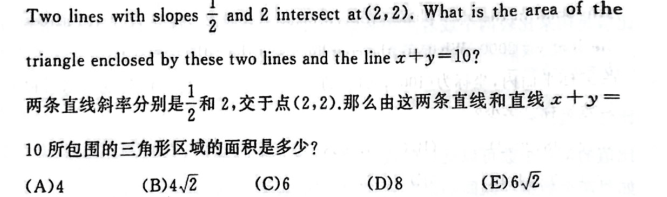 Two lines with slopes 1/2 and 2 intersect at(2,2). What is the area of the
triangle enclosed by these two lines and the line x+y=10?
两条直线斜率分别是1/2和 2,交于点(2,2).那么由这两条直线和直线 x+y=
10 所包围的三角形区域的面积是多少?
(A)4 (B)4√2 (C)6 (D)8 (E)6√2